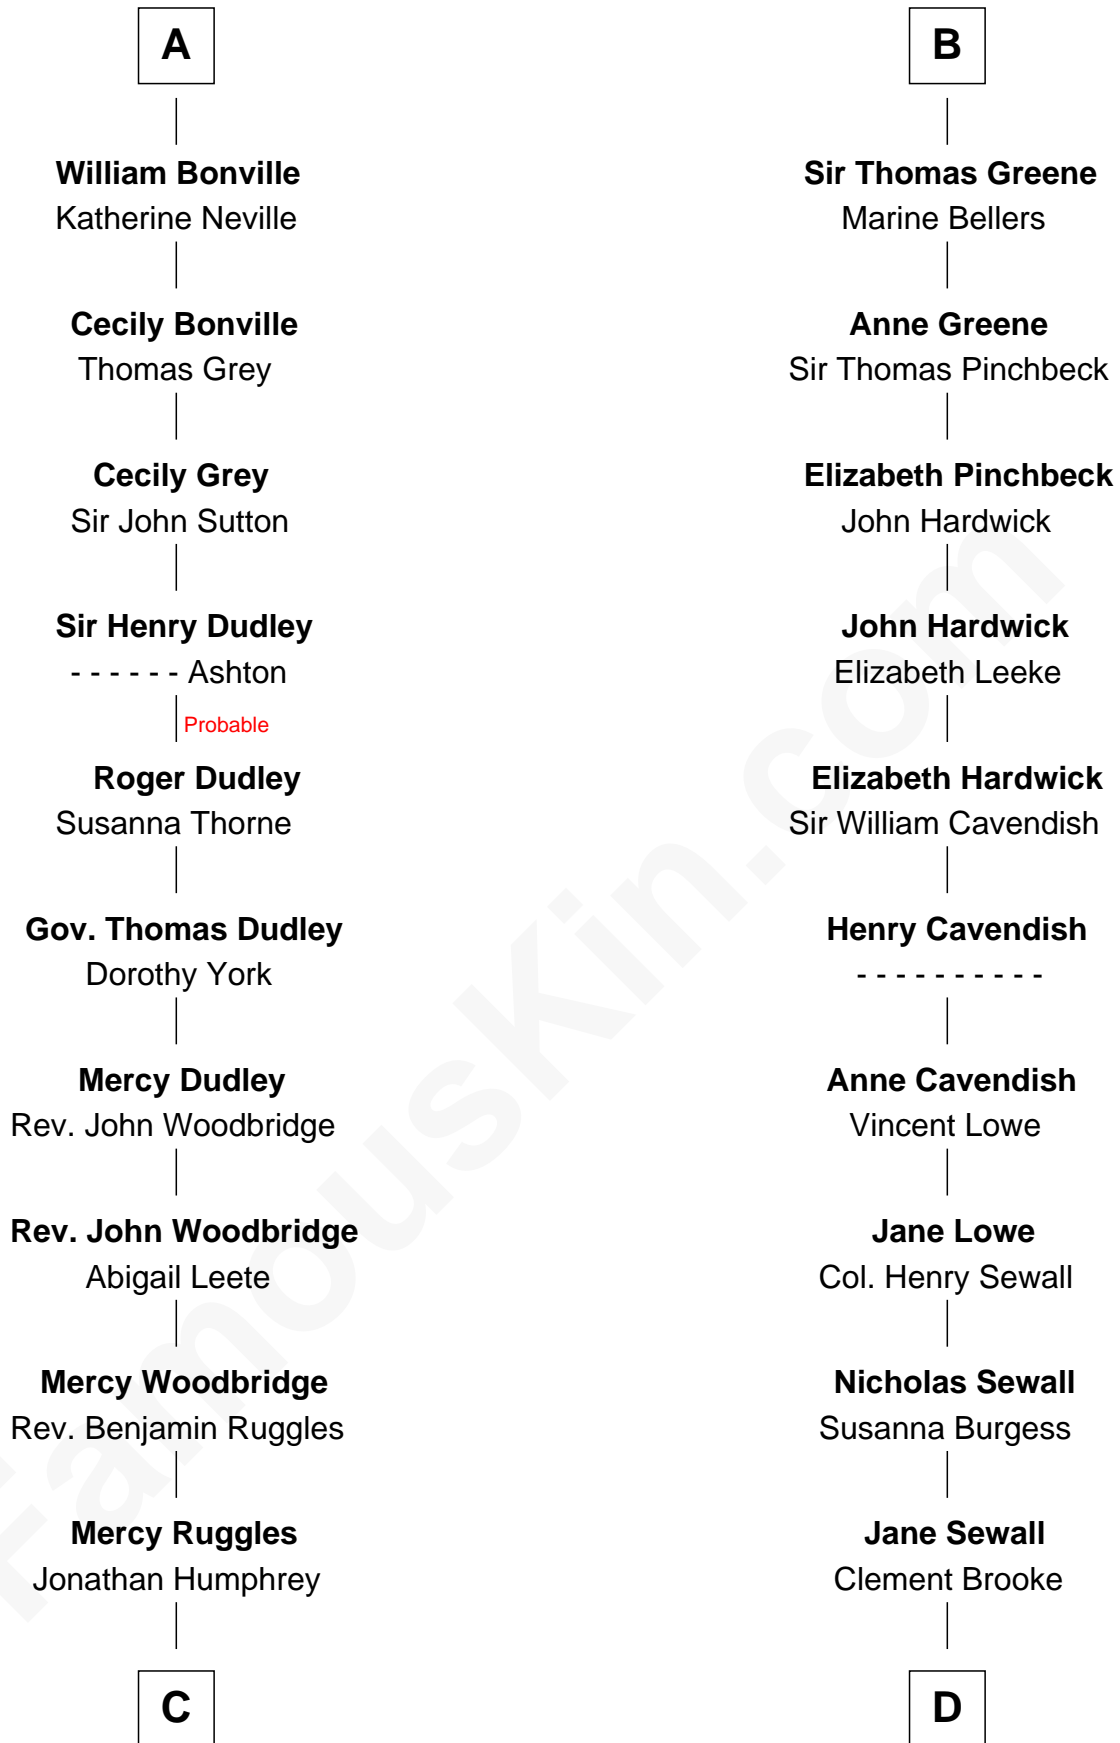 A
William Bonville
Katherine Neville
Cecily Bonville
Thomas Grey
Cecily Grey
Sir John Sutton
Sir Henry Dudley
- - - - - - Ashton
Probable
Roger Dudley
Susanna Thorne
Gov. Thomas Dudley
Dorothy York
Mercy Dudley
Rev. John Woodbridge
Rev. John Woodbridge
Abigail Leete
Mercy Woodbridge
Rev. Benjamin Ruggles
Mercy Ruggles
Jonathan Humphrey
C
B
Sir Thomas Greene
Marine Bellers
Anne Greene
Sir Thomas Pinchbeck
Elizabeth Pinchbeck
John Hardwick
John Hardwick
Elizabeth Leeke
Elizabeth Hardwick
Sir William Cavendish
Henry Cavendish
- - - - - - - - - -
Anne Cavendish
Vincent Lowe
Jane Lowe
Col. Henry Sewall
Nicholas Sewall
Susanna Burgess
Jane Sewall
Clement Brooke
D
FamousKin.com